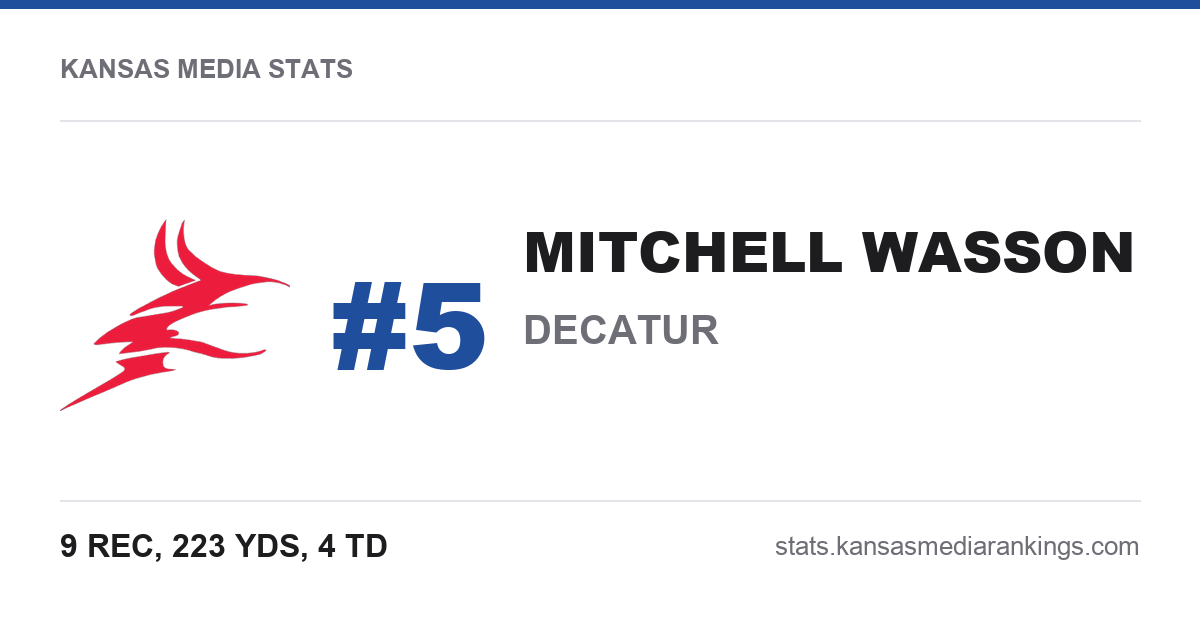 KANSAS MEDIA STATS
#5
MITCHELL WASSON
DECATUR
9 REC, 223 YDS, 4 TD
stats.kansasmediarankings.com